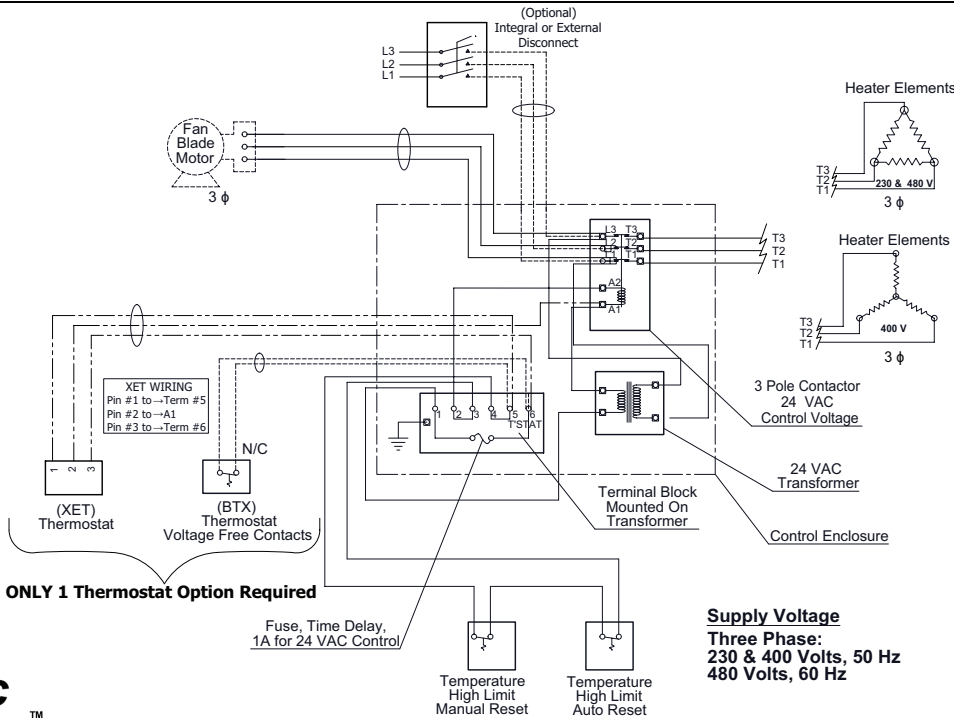 (Optional)
Integral or External
Disconnect
L3
L2
L1
Heater Elements
Fan
Blade
Motor
3 ϕ
T3
T2
T1
230 & 480 V
3 ϕ
L3 T3
L2 T2
L1 T1
A2
A1
T3
T2
T1
Heater Elements
T3
T2
T1
400 V
3 ϕ
XET WIRING
Pin #1 to →Term #5
Pin #2 to →A1
Pin #3 to →Term #6
3 Pole Contactor
24 VAC
Control Voltage
1 2 3 4 5 6
T'STAT
N/C
1 2 3
(XET)
Thermostat
(BTX)
Thermostat
Voltage Free Contacts
24 VAC
Transformer
Terminal Block
Mounted On
Transformer
Control Enclosure
ONLY 1 Thermostat Option Required
Fuse, Time Delay,
1A for 24 VAC Control
Temperature
High Limit
Manual Reset
Temperature
High Limit
Auto Reset
Supply Voltage
Three Phase:
230 & 400 Volts, 50 Hz
480 Volts, 60 Hz
TM